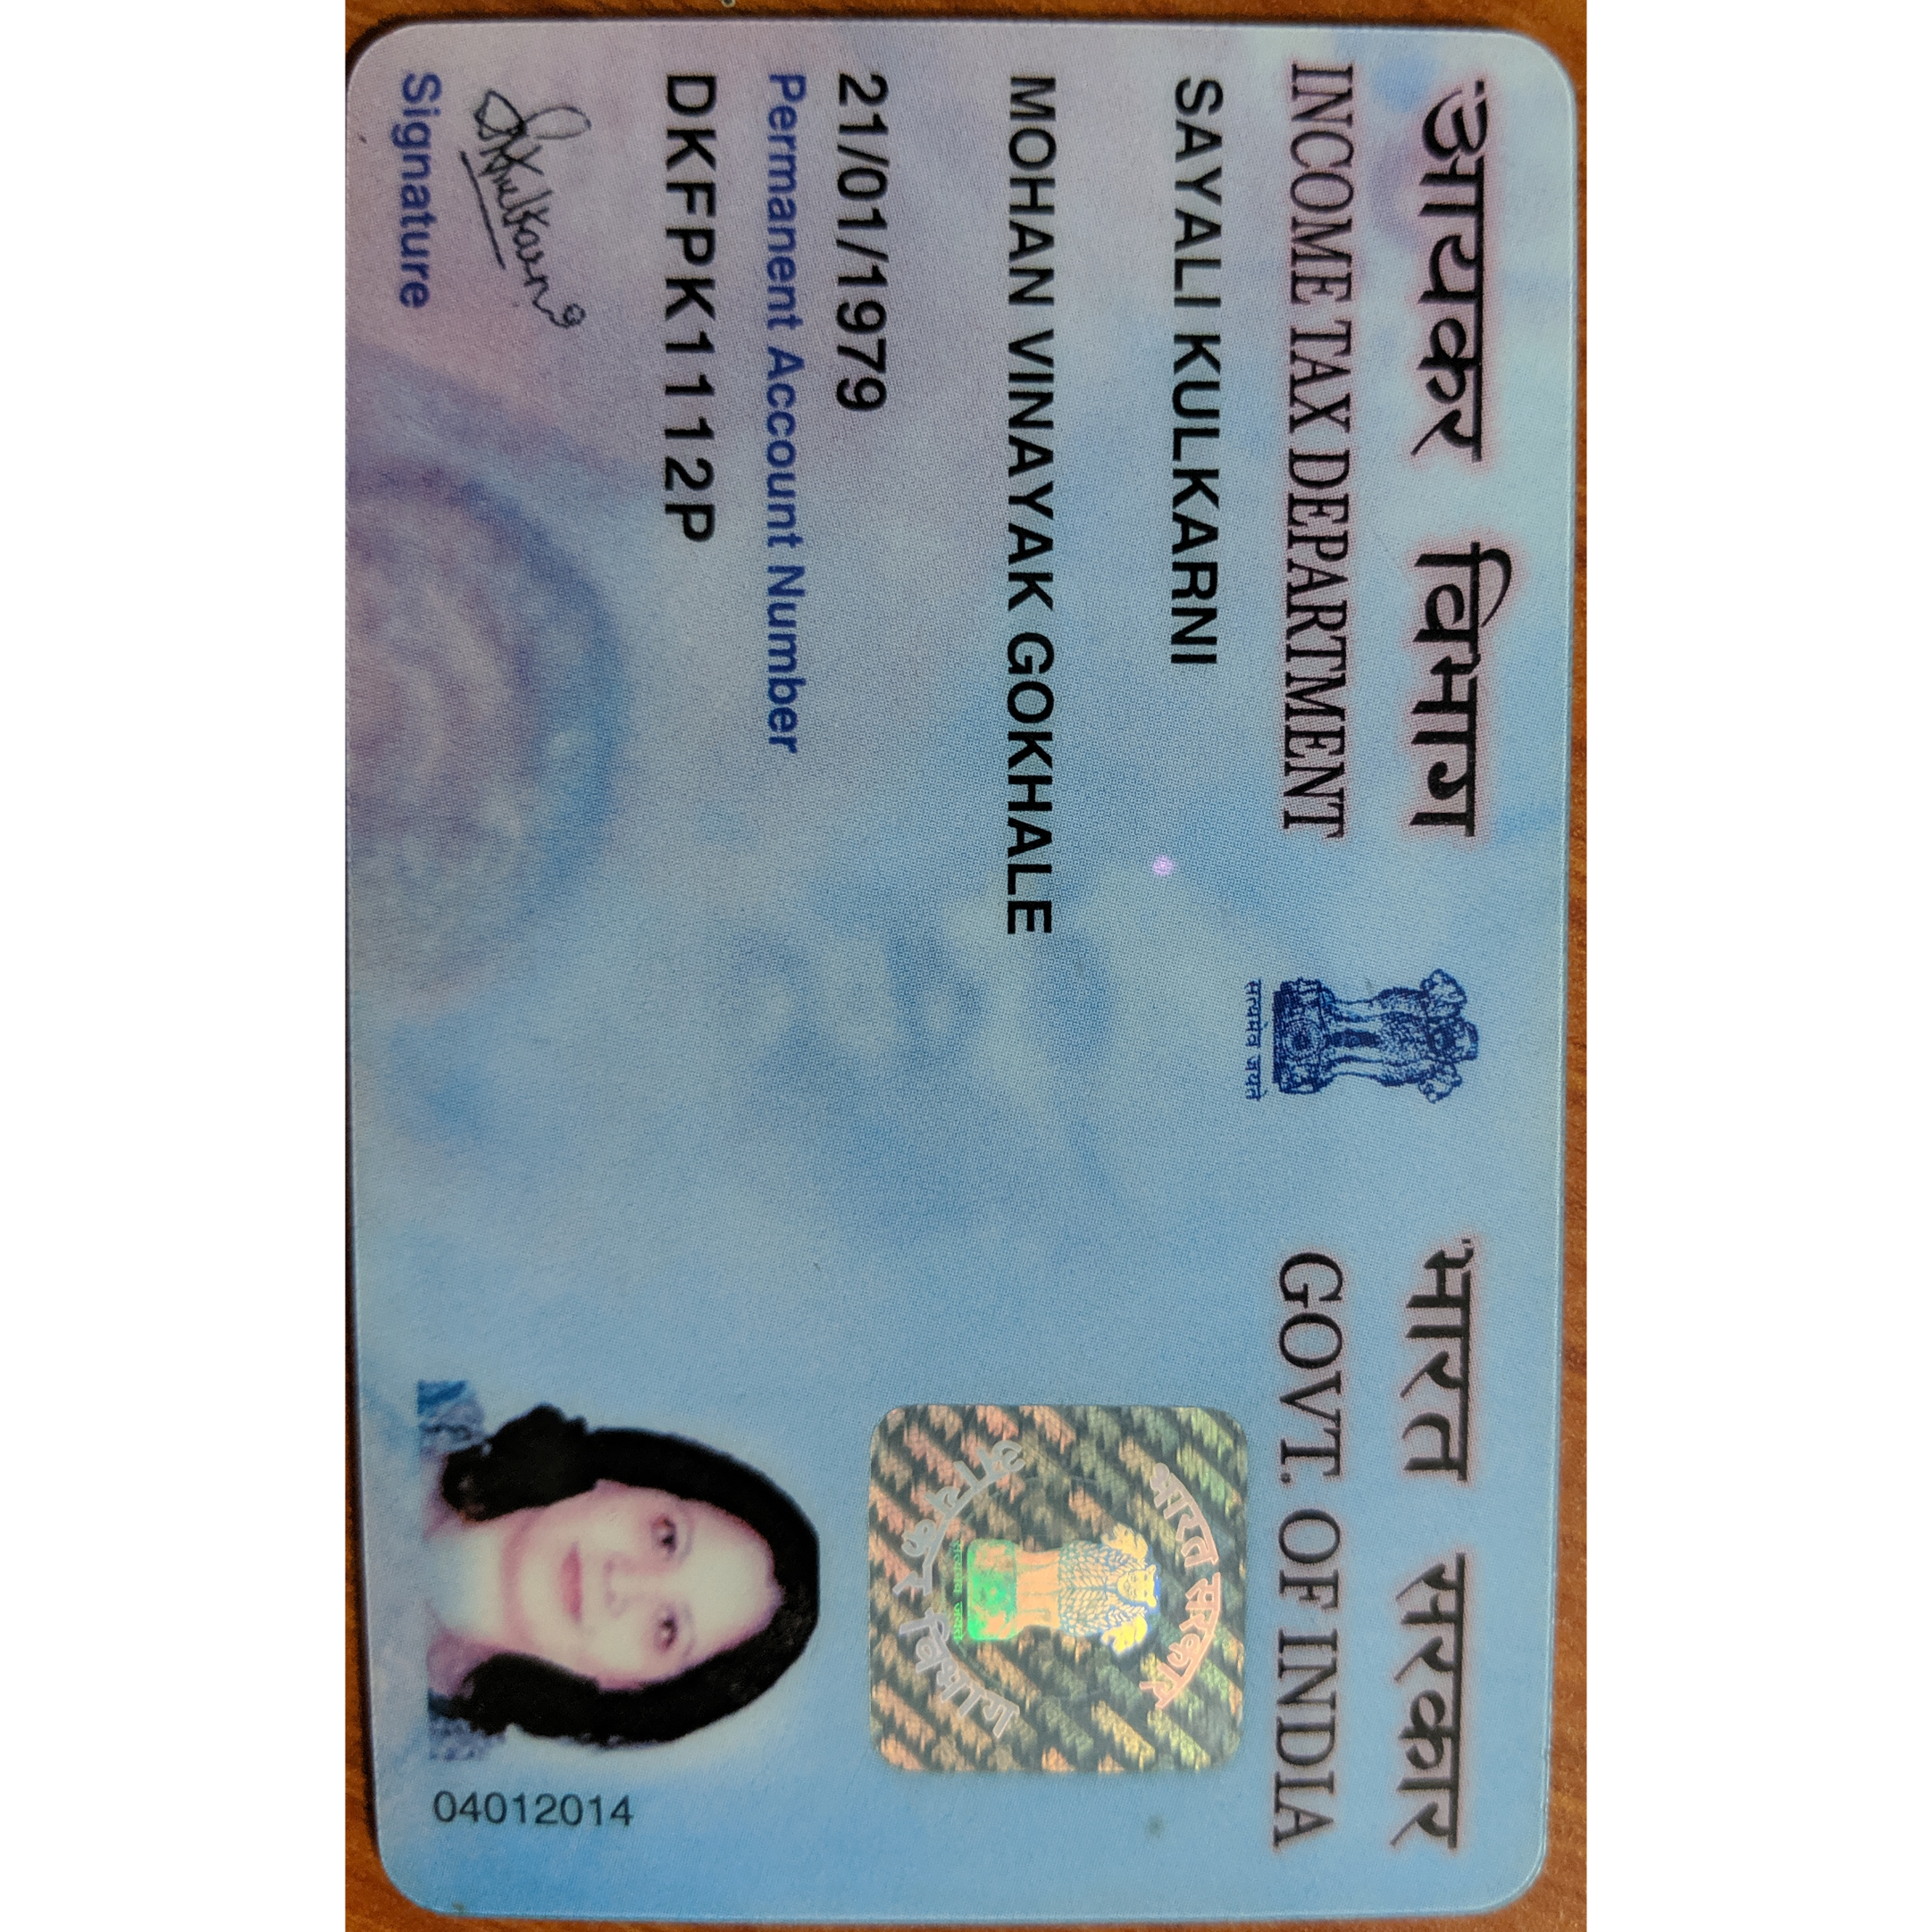 आयकर विभाग
INCOME TAX DEPARTMENT
सत्यमेव जयते
भारत सरकार
GOVT. OF INDIA
SAYALI KULKARNI
MOHAN VINAYAK GOKHALE
21/01/1979
Permanent Account Number
DKFPK1112P
Signature
भारत सरकार
आयकर विभाग
04012014